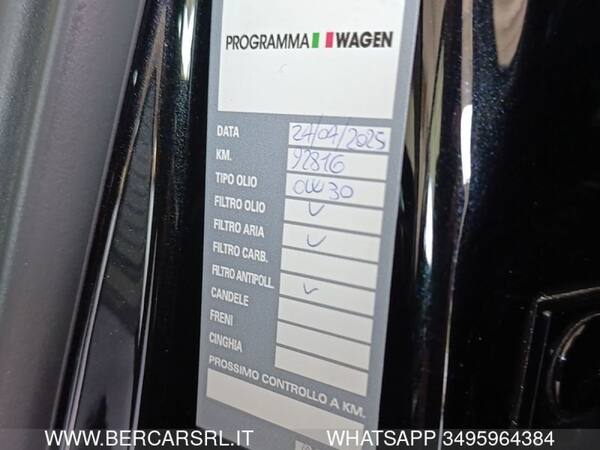 PROGRAMMA WAGEN
DATA 24/04/2025
KM. 92816
TIPO OLIO 0W30
FILTRO OLIO ✓
FILTRO ARIA ✓
FILTRO CARB.
FILTRO ANTIPOLL. ✓
CANDELE
FRENI
CINGHIA
PROSSIMO CONTROLLO A KM.
WWW.BERCARSRL.IT WHATSAPP 3495964384